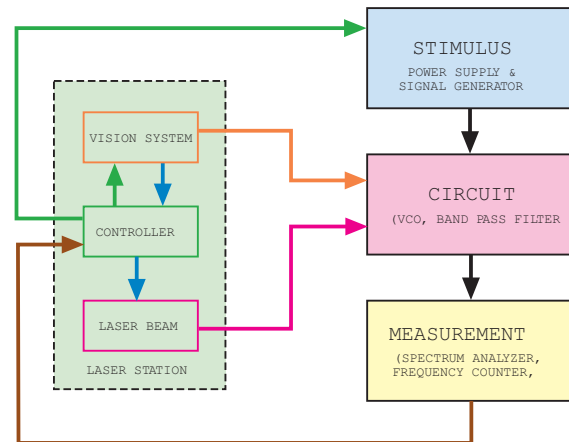 STIMULUS
POWER SUPPLY &
SIGNAL GENERATOR
VISION SYSTEM
CIRCUIT
(VCO, BAND PASS FILTER
CONTROLLER
LASER BEAM
MEASUREMENT
(SPECTRUM ANALYZER,
FREQUENCY COUNTER,
LASER STATION